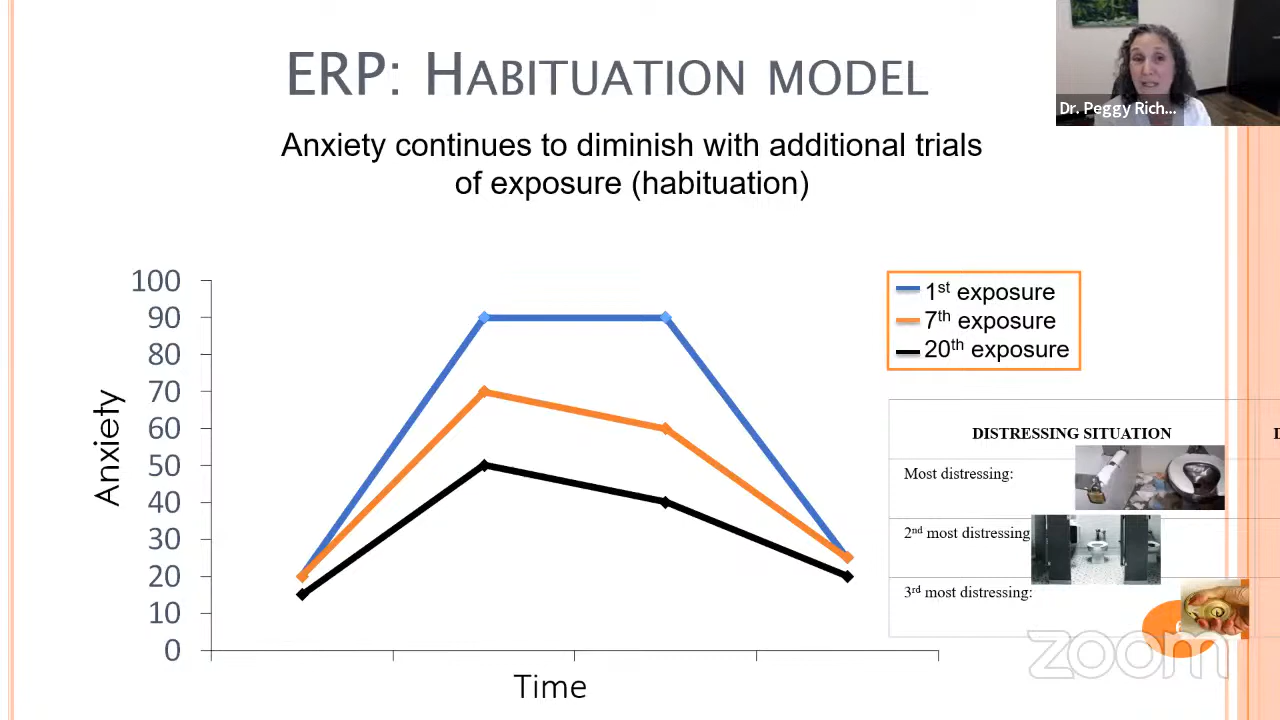 ERP: HABITUATION MODEL
Dr. Peggy Rich...
Anxiety continues to diminish with additional trials
of exposure (habituation)
100
90
80
70
60
50
40
30
20
10
0
Anxiety
Time
1st exposure
7th exposure
20th exposure
DISTRESSING SITUATION
D
Most distressing:
2nd most distressing
3rd most distressing:
zoom